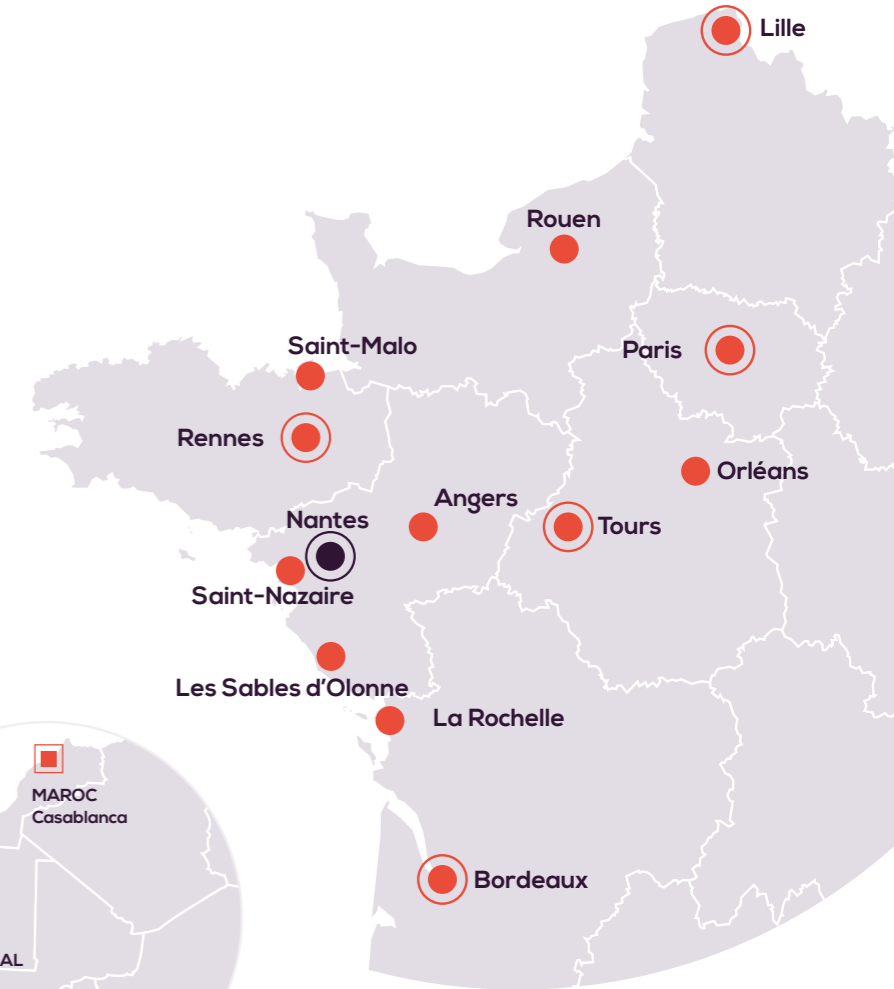 Lille
Rouen
Saint-Malo
Paris
Rennes
Orléans
Angers
Nantes
Tours
Saint-Nazaire
Les Sables d'Olonne
La Rochelle
MAROC
Casablanca
Bordeaux
AL